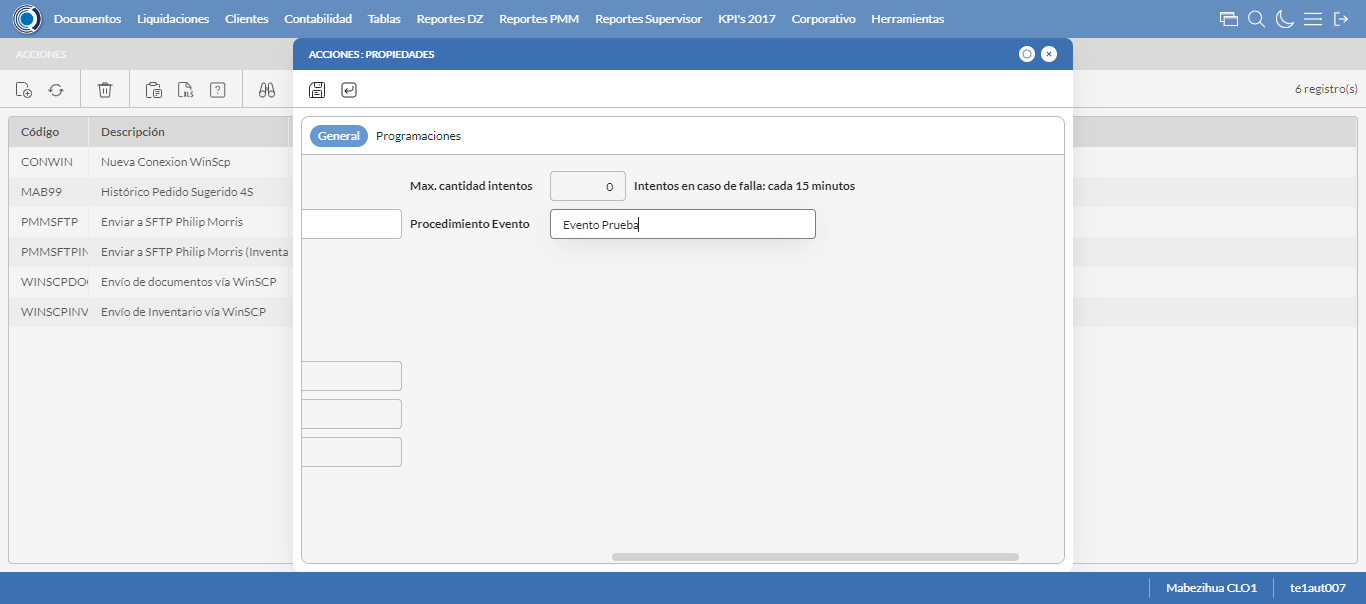 Documentos Liquidaciones Clientes Contabilidad Tablas Reportes DZ Reportes PMM Reportes Supervisor KPI's 2017 Corporativo Herramientas
ACCIONES
ACCIONES : PROPIEDADES
XLS
?
6 registro(s)
Código Descripción
CONWIN Nueva Conexion WinScp
MAB99 Histórico Pedido Sugerido 4S
PMMSFTP Enviar a SFTP Philip Morris
PMMSFTPIN Enviar a SFTP Philip Morris (Inventa
WINSCPDO Envío de documentos vía WinSCP
WINSCPINV Envío de Inventario vía WinSCP
General Programaciones
Max. cantidad intentos 0 Intentos en caso de falla: cada 15 minutos
Procedimiento Evento Evento Prueba
Mabezihua CLO1 te1aut007